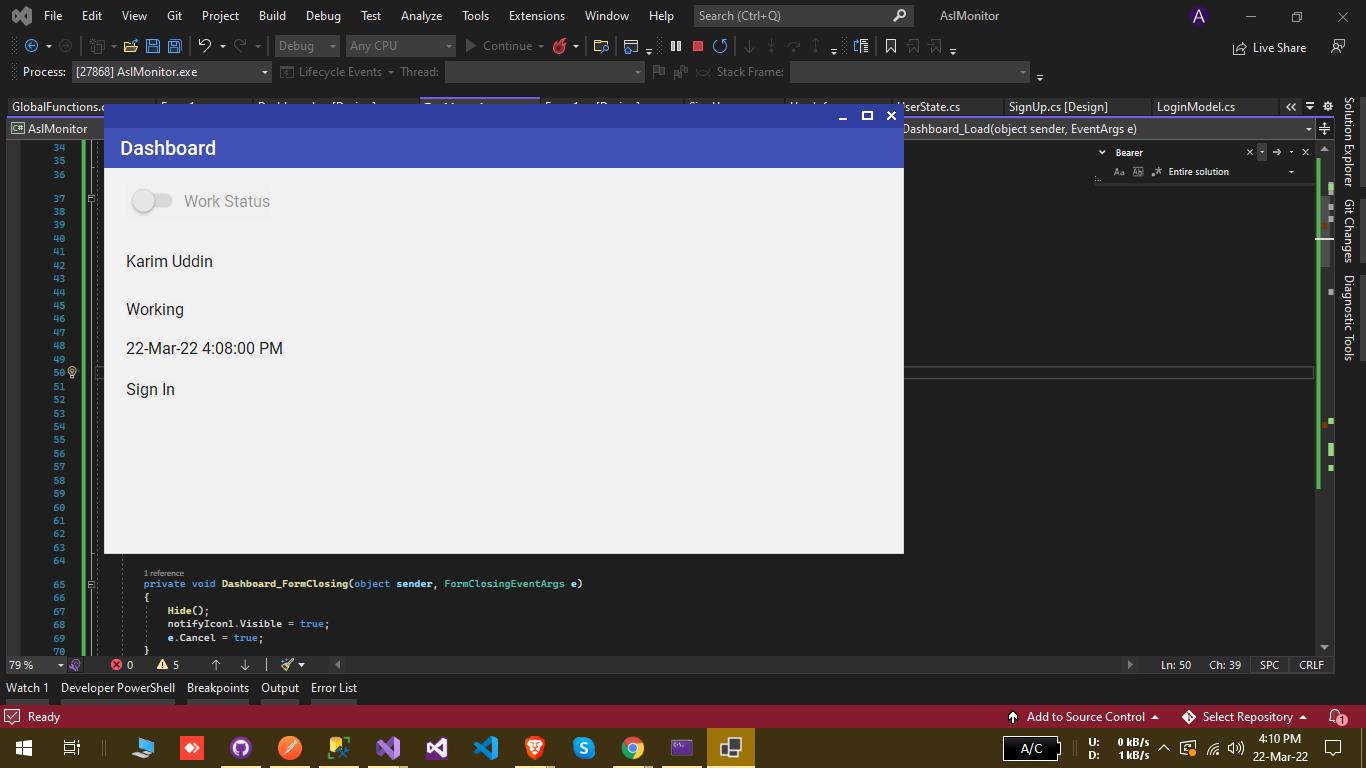 File Edit View Git Project Build Debug Test Analyze Tools Extensions Window Help Search (Ctrl+Q) AslMonitor A
Debug Any CPU Continue Live Share
Process: [27868] AslMonitor.exe Lifecycle Events Thread: Stack Frame:
GlobalFunctions.c UserState.cs SignUp.cs [Design] LoginModel.cs
C# AslMonitor Dashboard_Load(object sender, EventArgs e)
Dashboard
Work Status
Karim Uddin
Working
22-Mar-22 4:08:00 PM
Sign In
Bearer
Aa Ab Entire solution
Solution Explorer
Git Changes
Diagnostic Tools
34
35
36
37
38
39
40
41
42
43
44
45
46
47
48
49
50
51
52
53
54
55
56
57
58
59
60
61
62
63
64
1 reference
65 private void Dashboard_FormClosing(object sender, FormClosingEventArgs e)
66 {
67 Hide();
68 notifyIcon1.Visible = true;
69 e.Cancel = true;
70 }
79 % 0 5 Ln: 50 Ch: 39 SPC CRLF
Watch 1 Developer PowerShell Breakpoints Output Error List
Ready Add to Source Control Select Repository 1
A/C U: 0 kB/s 4:10 PM
D: 1 kB/s 22-Mar-22